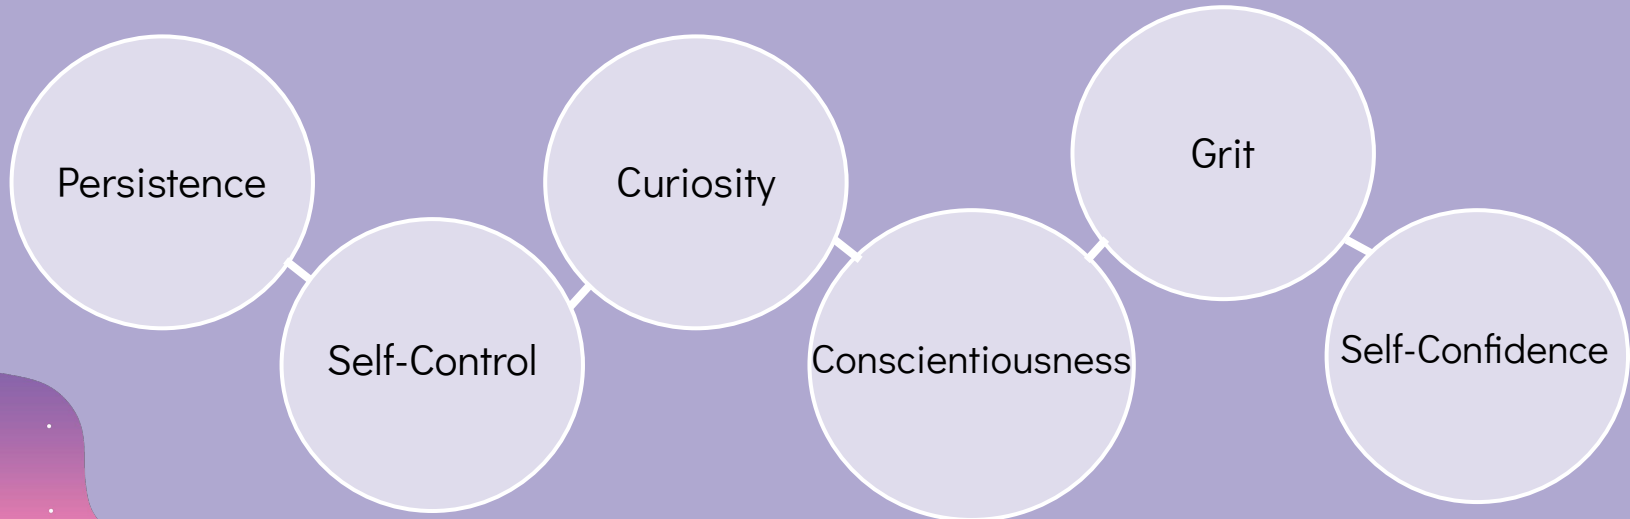 Persistence
Self-Control
Curiosity
Conscientiousness
Grit
Self-Confidence